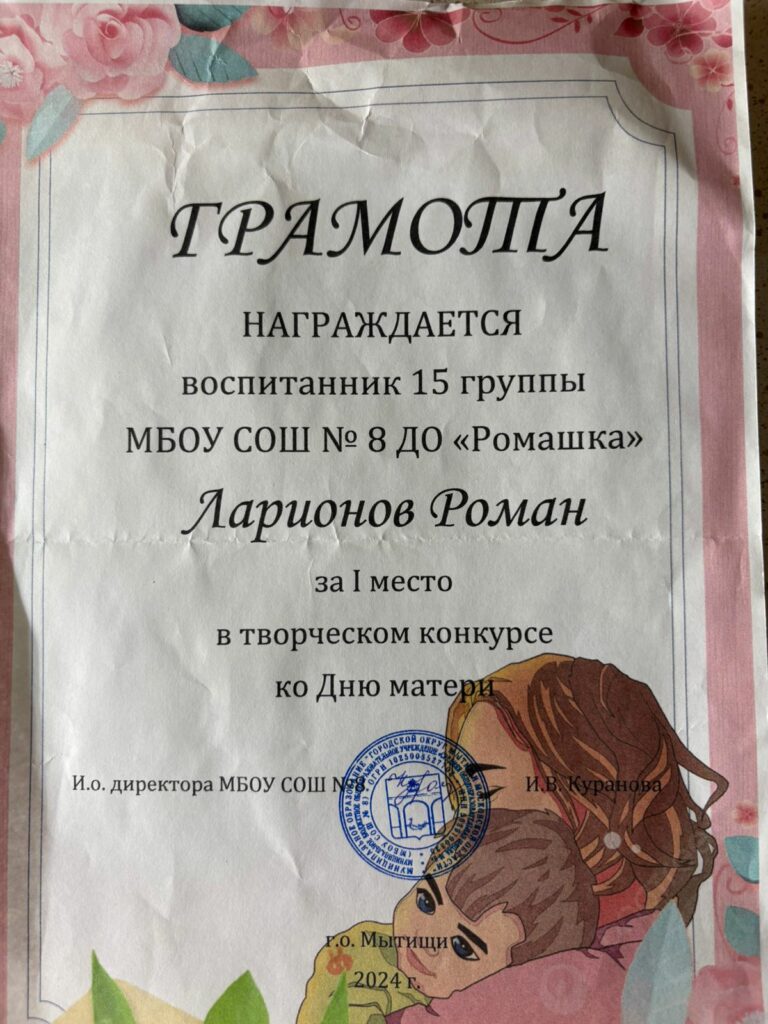 ГРАМОТА
НАГРАЖДАЕТСЯ
воспитанник 15 группы
МБОУ СОШ № 8 ДО «Ромашка»
Ларионов Роман
за I место
в творческом конкурсе
ко Дню матери
И.о. директора МБОУ СОШ №8 И.В. Куранова
г.о. Мытищи
2024 г.